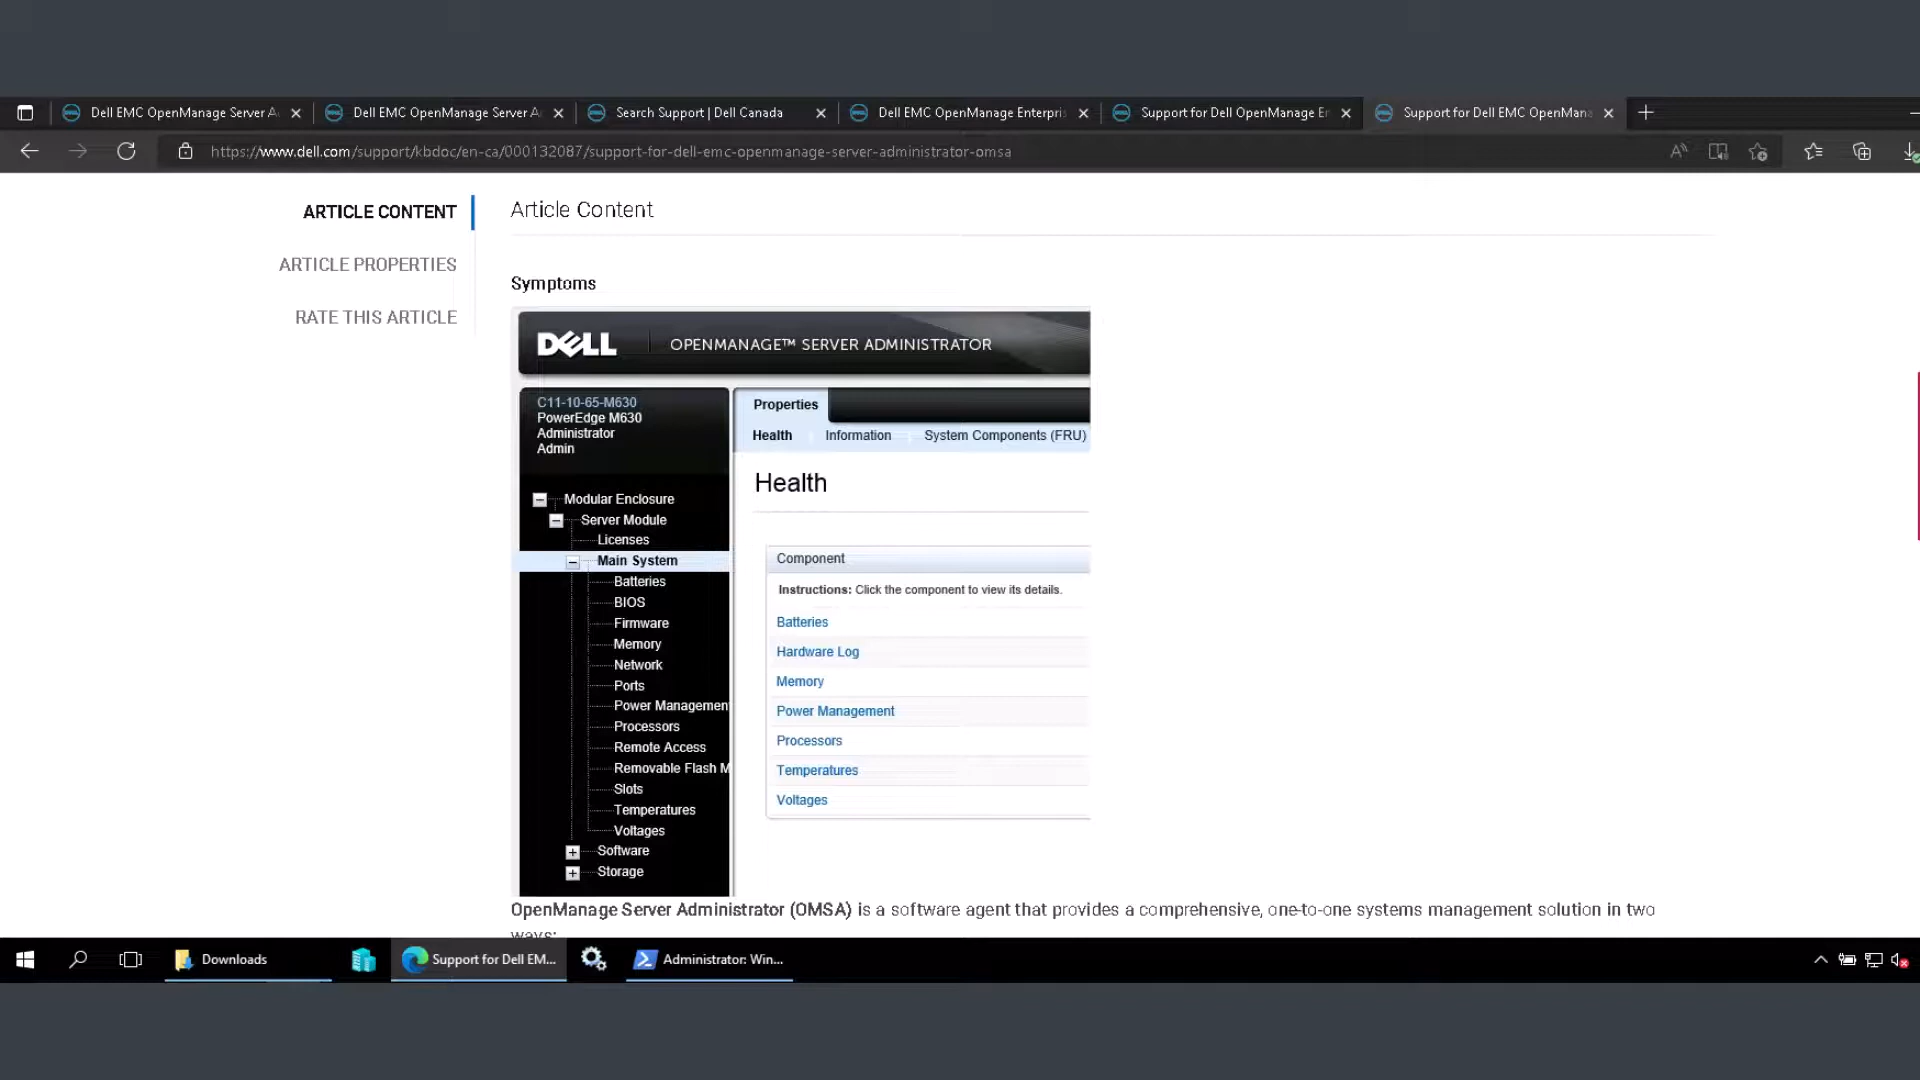 Dell EMC OpenManage Server A
Dell EMC OpenManage Server A
Search Support | Dell Canada
Dell EMC OpenManage Enterpris
Support for Dell OpenManage En
Support for Dell EMC OpenMana
https://www.dell.com/support/kbdoc/en-ca/000132087/support-for-dell-emc-openmanage-server-administrator-omsa
ARTICLE CONTENT
ARTICLE PROPERTIES
RATE THIS ARTICLE
Article Content
Symptoms
DELL
OPENMANAGE™ SERVER ADMINISTRATOR
C11-10-65-M630
PowerEdge M630
Administrator
Admin
Modular Enclosure
Server Module
Licenses
Main System
Batteries
BIOS
Firmware
Memory
Network
Ports
Power Management
Processors
Remote Access
Removable Flash M
Slots
Temperatures
Voltages
Software
Storage
Properties
Health Information System Components (FRU)
Health
Component
Instructions: Click the component to view its details.
Batteries
Hardware Log
Memory
Power Management
Processors
Temperatures
Voltages
OpenManage Server Administrator (OMSA) is a software agent that provides a comprehensive, one-to-one systems management solution in two
ways:
Downloads
Support for Dell EM...
Administrator: Win...